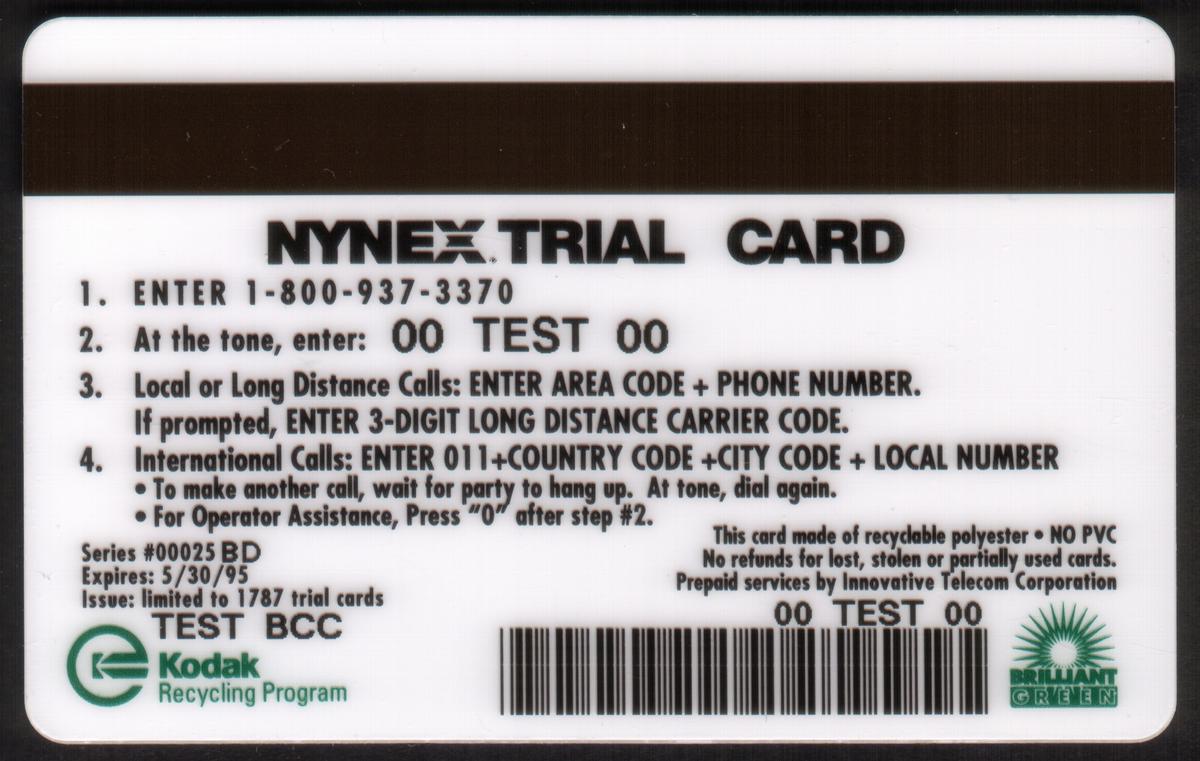 NYNEX TRIAL CARD
1. ENTER 1-800-937-3370
2. At the tone, enter: 00 TEST 00
3. Local or Long Distance Calls: ENTER AREA CODE + PHONE NUMBER.
If prompted, ENTER 3-DIGIT LONG DISTANCE CARRIER CODE.
4. International Calls: ENTER 011+COUNTRY CODE +CITY CODE + LOCAL NUMBER
• To make another call, wait for party to hang up. At tone, dial again.
• For Operator Assistance, Press "0" after step #2.
Series #00025 BD
Expires: 5/30/95
Issue: limited to 1787 trial cards
TEST BCC
Kodak
Recycling Program
This card made of recyclable polyester • NO PVC
No refunds for lost, stolen or partially used cards.
Prepaid services by Innovative Telecom Corporation
00 TEST 00
BRILLIANT
GREEN